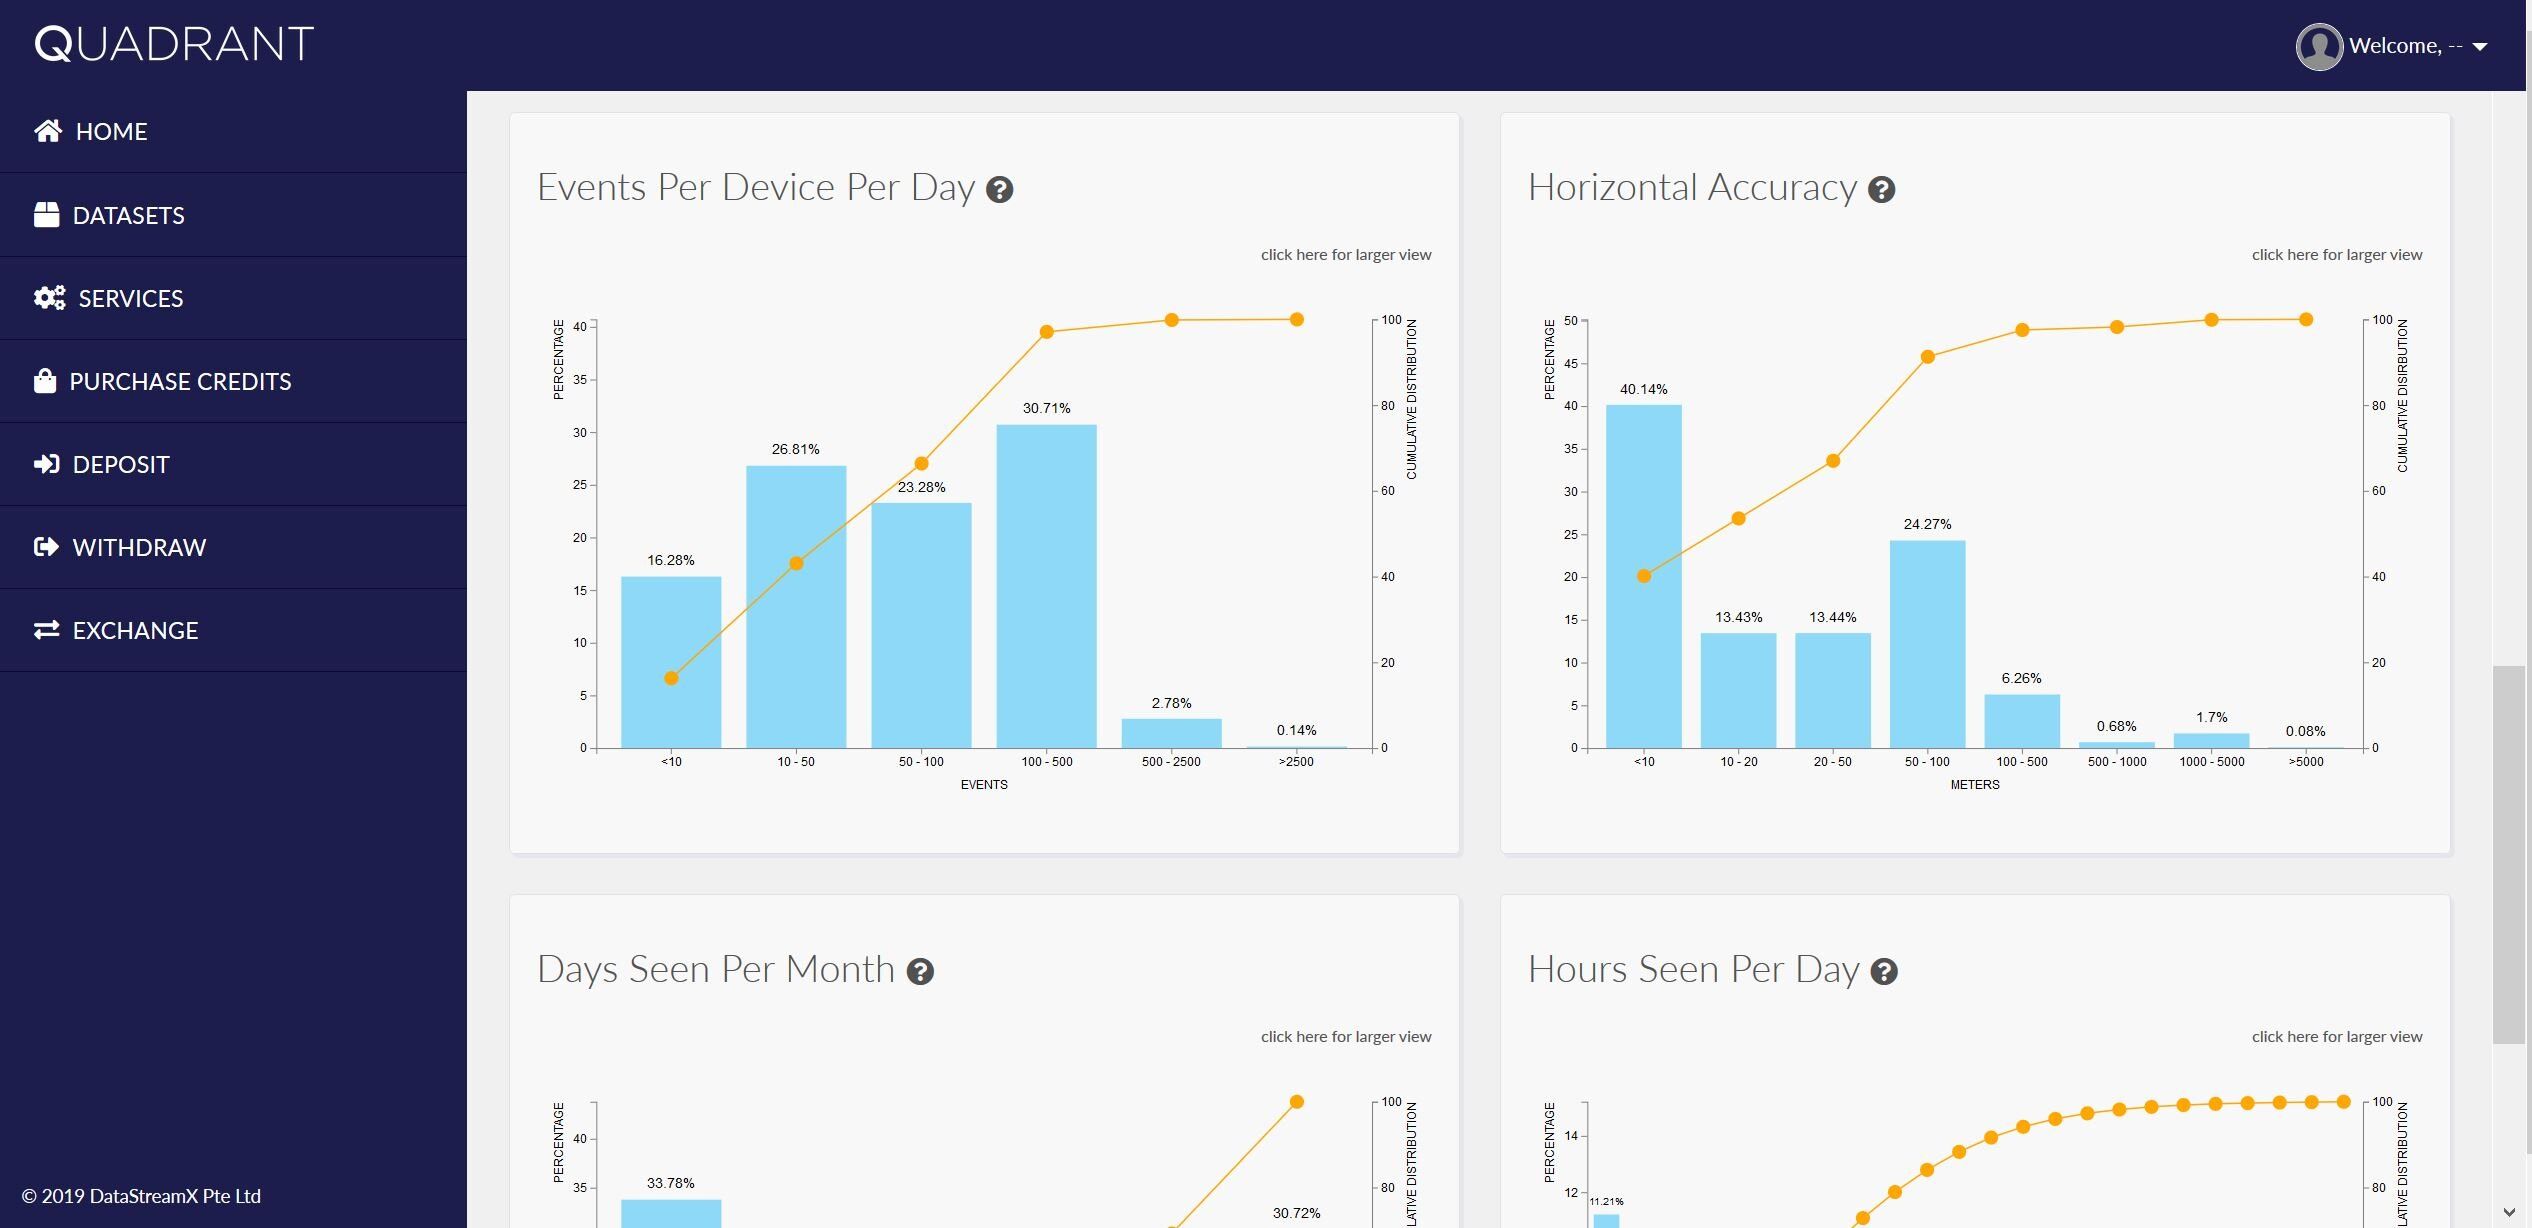 QUADRANT
Welcome, --
HOME
DATASETS
SERVICES
PURCHASE CREDITS
DEPOSIT
WITHDRAW
EXCHANGE
© 2019 DataStreamX Pte Ltd
Events Per Device Per Day ?
click here for larger view
PERCENTAGE
40
35
30
25
20
15
10
5
0
16.28%
26.81%
23.28%
30.71%
2.78%
0.14%
100
80
60
40
20
0
CUMULATIVE DISTRIBUTION
<10 10 - 50 50 - 100 100 - 500 500 - 2500 >2500
EVENTS
Horizontal Accuracy ?
click here for larger view
PERCENTAGE
50
45
40
35
30
25
20
15
10
5
0
40.14%
13.43%
13.44%
24.27%
6.26%
0.68%
1.7%
0.08%
100
80
60
40
20
0
CUMULATIVE DISIRIBUTION
<10 10 - 20 20 - 50 50 - 100 100 - 500 500 - 1000 1000 - 5000 >5000
METERS
Days Seen Per Month ?
click here for larger view
PERCENTAGE
40
35
33.78%
30.72%
100
80
LATIVE DISTRIBUTION
Hours Seen Per Day ?
click here for larger view
PERCENTAGE
14
12
11.21%
100
80
LATIVE DISTRIBUTION